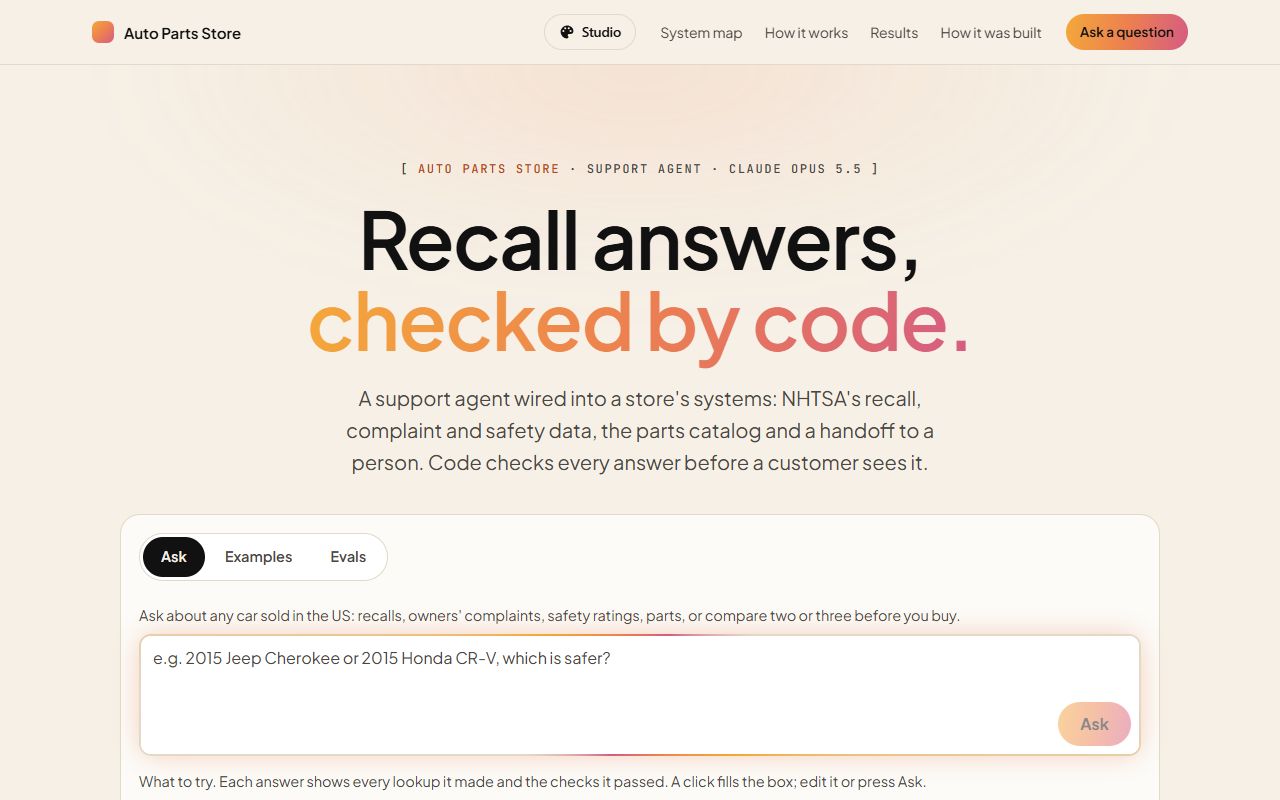 Auto Parts Store
Studio
System map
How it works
Results
How it was built
Ask a question
[ AUTO PARTS STORE · SUPPORT AGENT · CLAUDE OPUS 5.5 ]
Recall answers,
checked by code.
A support agent wired into a store's systems: NHTSA's recall,
complaint and safety data, the parts catalog and a handoff to a
person. Code checks every answer before a customer sees it.
Ask
Examples
Evals
Ask about any car sold in the US: recalls, owners' complaints, safety ratings, parts, or compare two or three before you buy.
e.g. 2015 Jeep Cherokee or 2015 Honda CR-V, which is safer?
Ask
What to try. Each answer shows every lookup it made and the checks it passed. A click fills the box; edit it or press Ask.